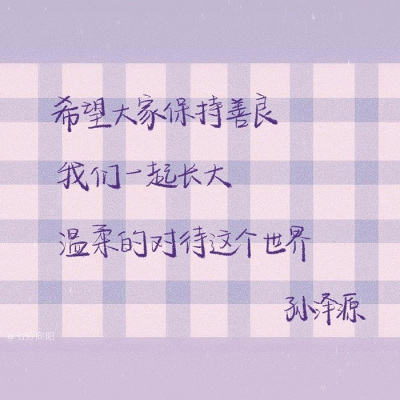 希望大家保持善良
我们一起长大
温柔的对待这个世界
孙泽源